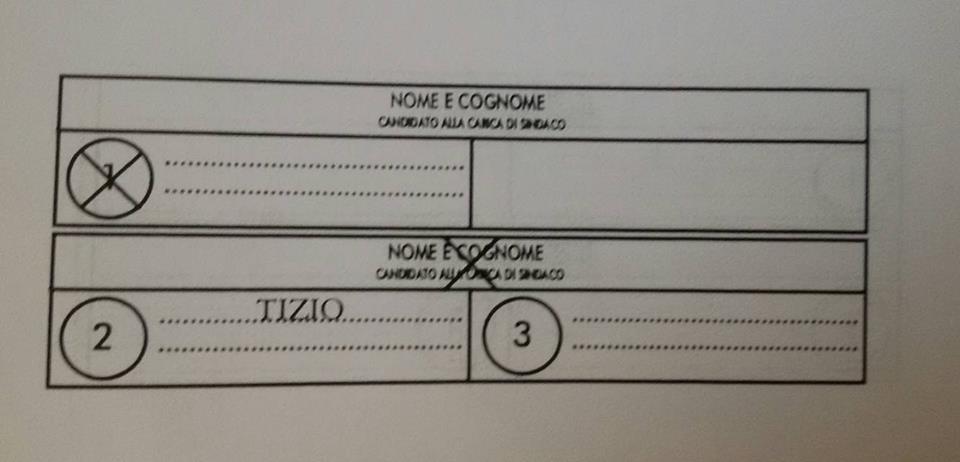 NOME E COGNOME
CANDIDATO ALLA CARICA DI SINDACO
1
NOME E COGNOME
CANDIDATO ALLA CARICA DI SINDACO
TIZIO
2
3